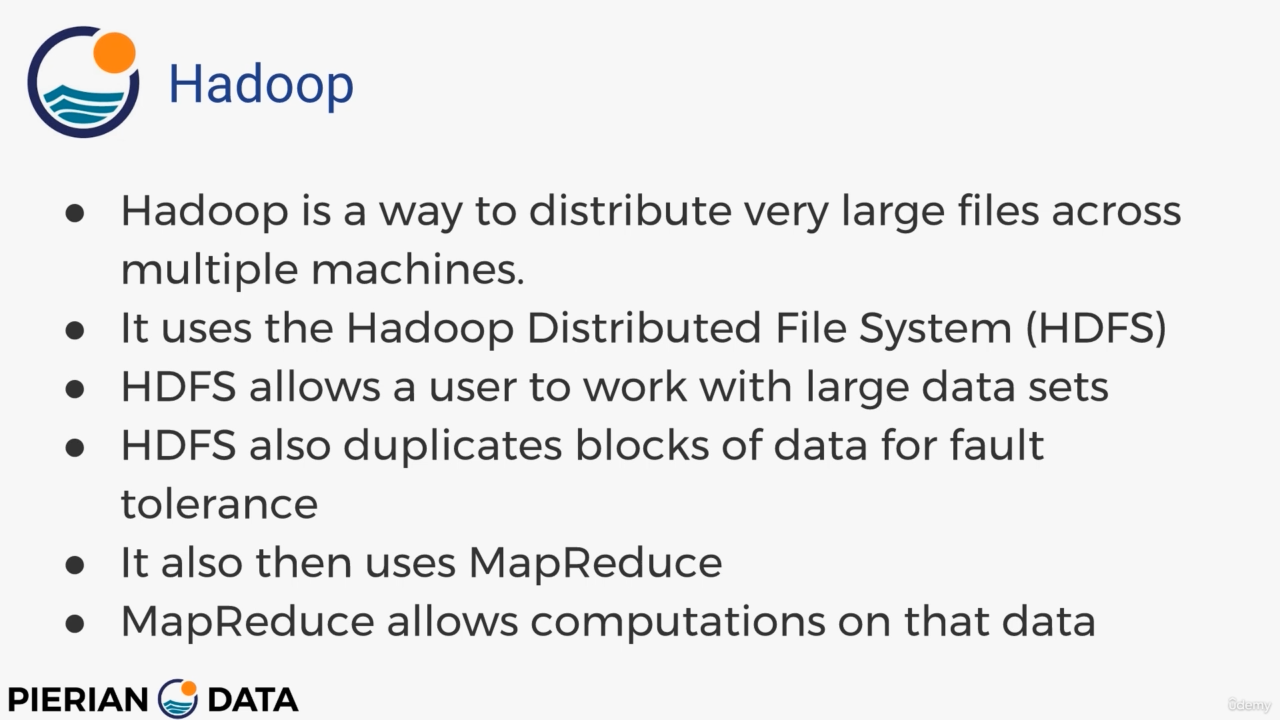 Hadoop
● Hadoop is a way to distribute very large files across
multiple machines.
● It uses the Hadoop Distributed File System (HDFS)
● HDFS allows a user to work with large data sets
● HDFS also duplicates blocks of data for fault
tolerance
● It also then uses MapReduce
● MapReduce allows computations on that data
PIERIAN DATA
ûdemy